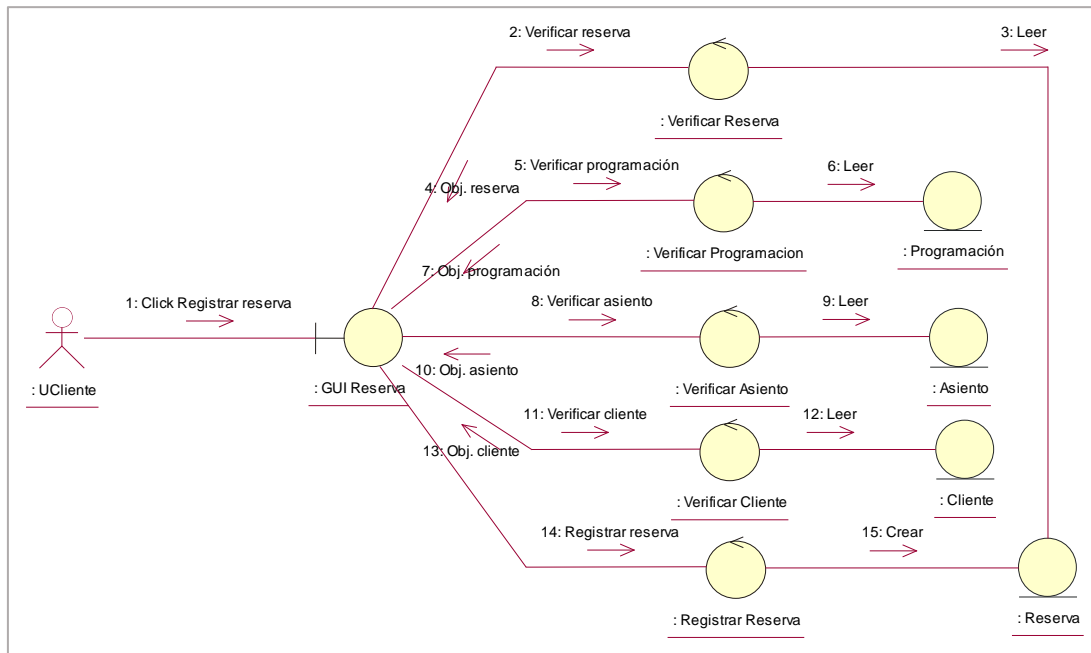 2: Verificar reserva
3: Leer
: Verificar Reserva
5: Verificar programación
6: Leer
4: Obj. reserva
: Verificar Programacion
: Programación
7: Obj. programación
1: Click Registrar reserva
8: Verificar asiento
9: Leer
10: Obj. asiento
: UCliente
: GUI Reserva
: Verificar Asiento
: Asiento
11: Verificar cliente
12: Leer
13: Obj. cliente
: Verificar Cliente
: Cliente
14: Registrar reserva
15: Crear
: Registrar Reserva
: Reserva